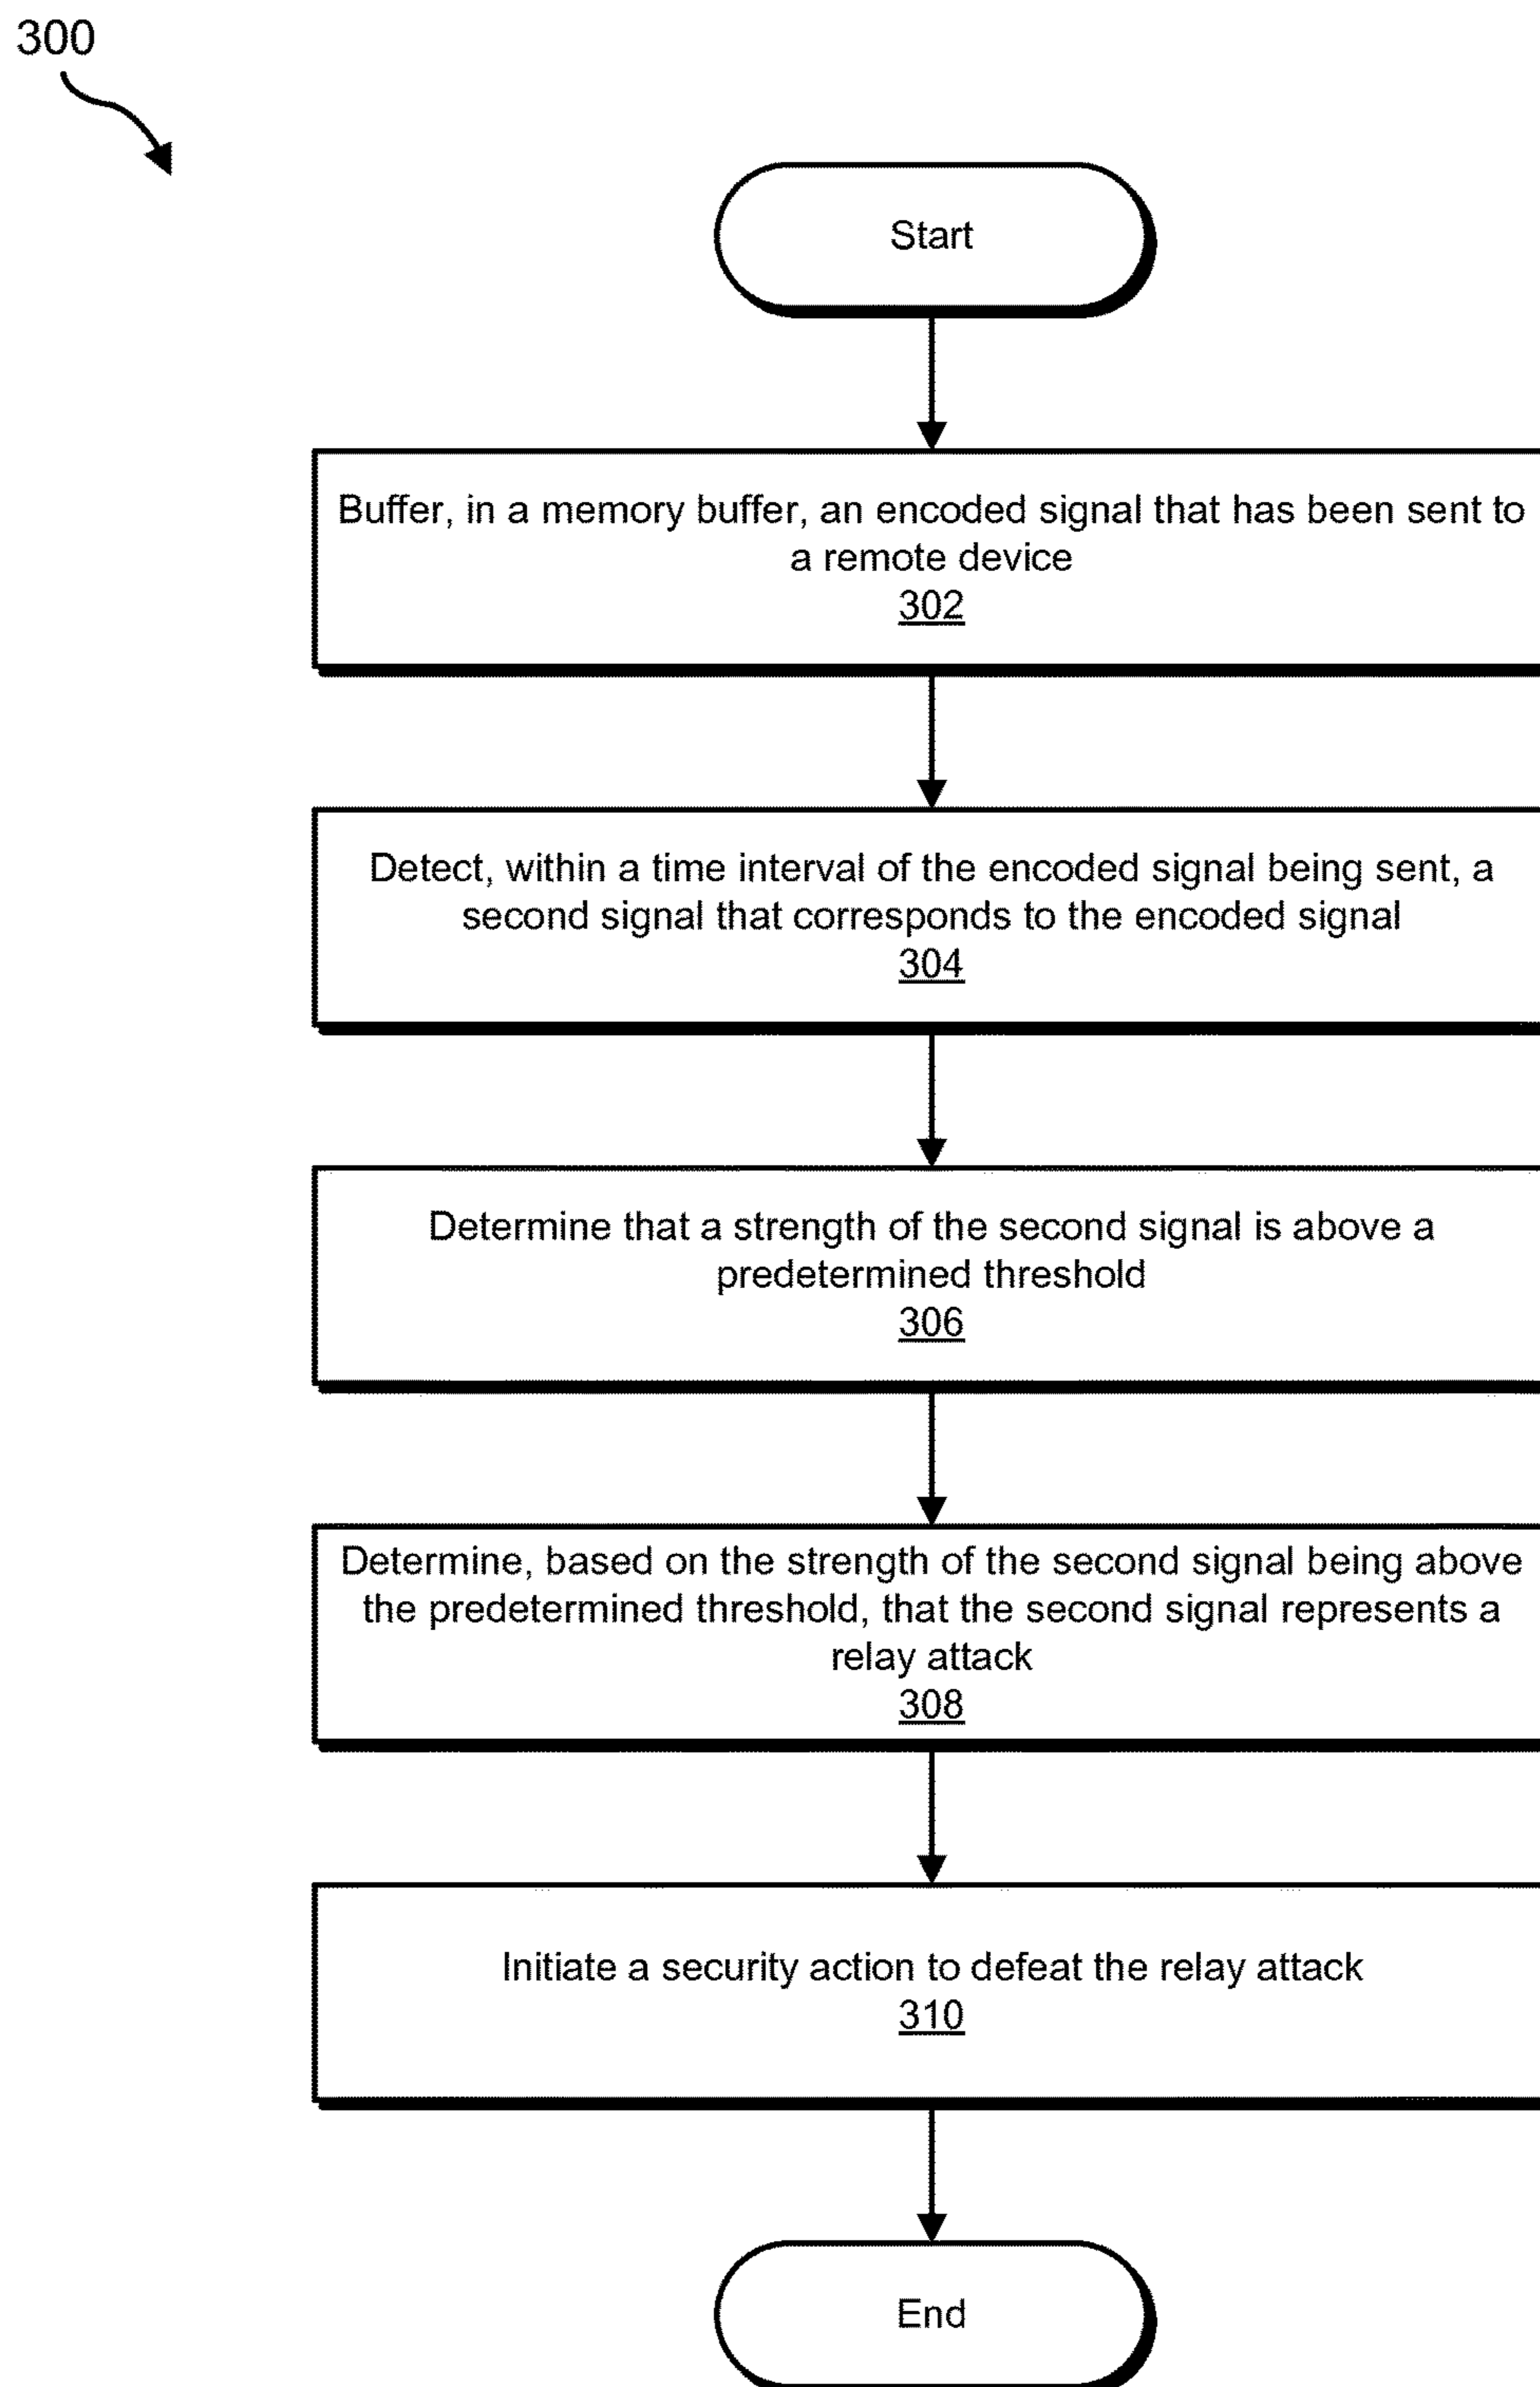 300
Start
Buffer, in a memory buffer, an encoded signal that has been sent to
a remote device
302
Detect, within a time interval of the encoded signal being sent, a
second signal that corresponds to the encoded signal
304
Determine that a strength of the second signal is above a
predetermined threshold
306
Determine, based on the strength of the second signal being above
the predetermined threshold, that the second signal represents a
relay attack
308
Initiate a security action to defeat the relay attack
310
End